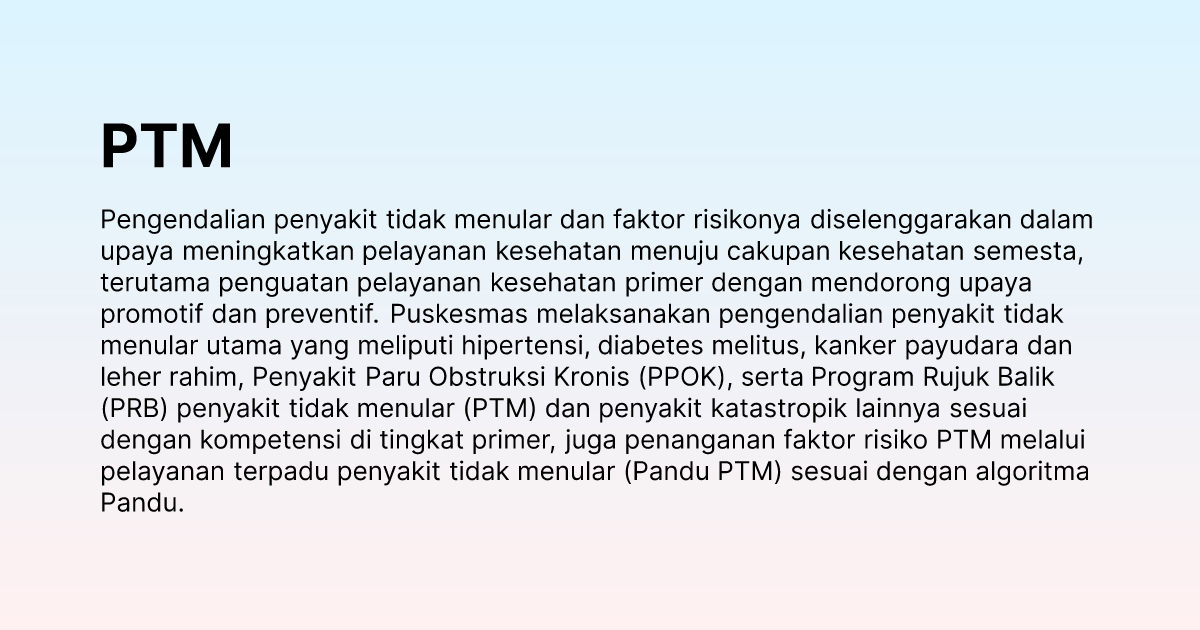 PTM
Pengendalian penyakit tidak menular dan faktor risikonya diselenggarakan dalam
upaya meningkatkan pelayanan kesehatan menuju cakupan kesehatan semesta,
terutama penguatan pelayanan kesehatan primer dengan mendorong upaya
promotif dan preventif. Puskesmas melaksanakan pengendalian penyakit tidak
menular utama yang meliputi hipertensi, diabetes melitus, kanker payudara dan
leher rahim, Penyakit Paru Obstruksi Kronis (PPOK), serta Program Rujuk Balik
(PRB) penyakit tidak menular (PTM) dan penyakit katastropik lainnya sesuai
dengan kompetensi di tingkat primer, juga penanganan faktor risiko PTM melalui
pelayanan terpadu penyakit tidak menular (Pandu PTM) sesuai dengan algoritma
Pandu.